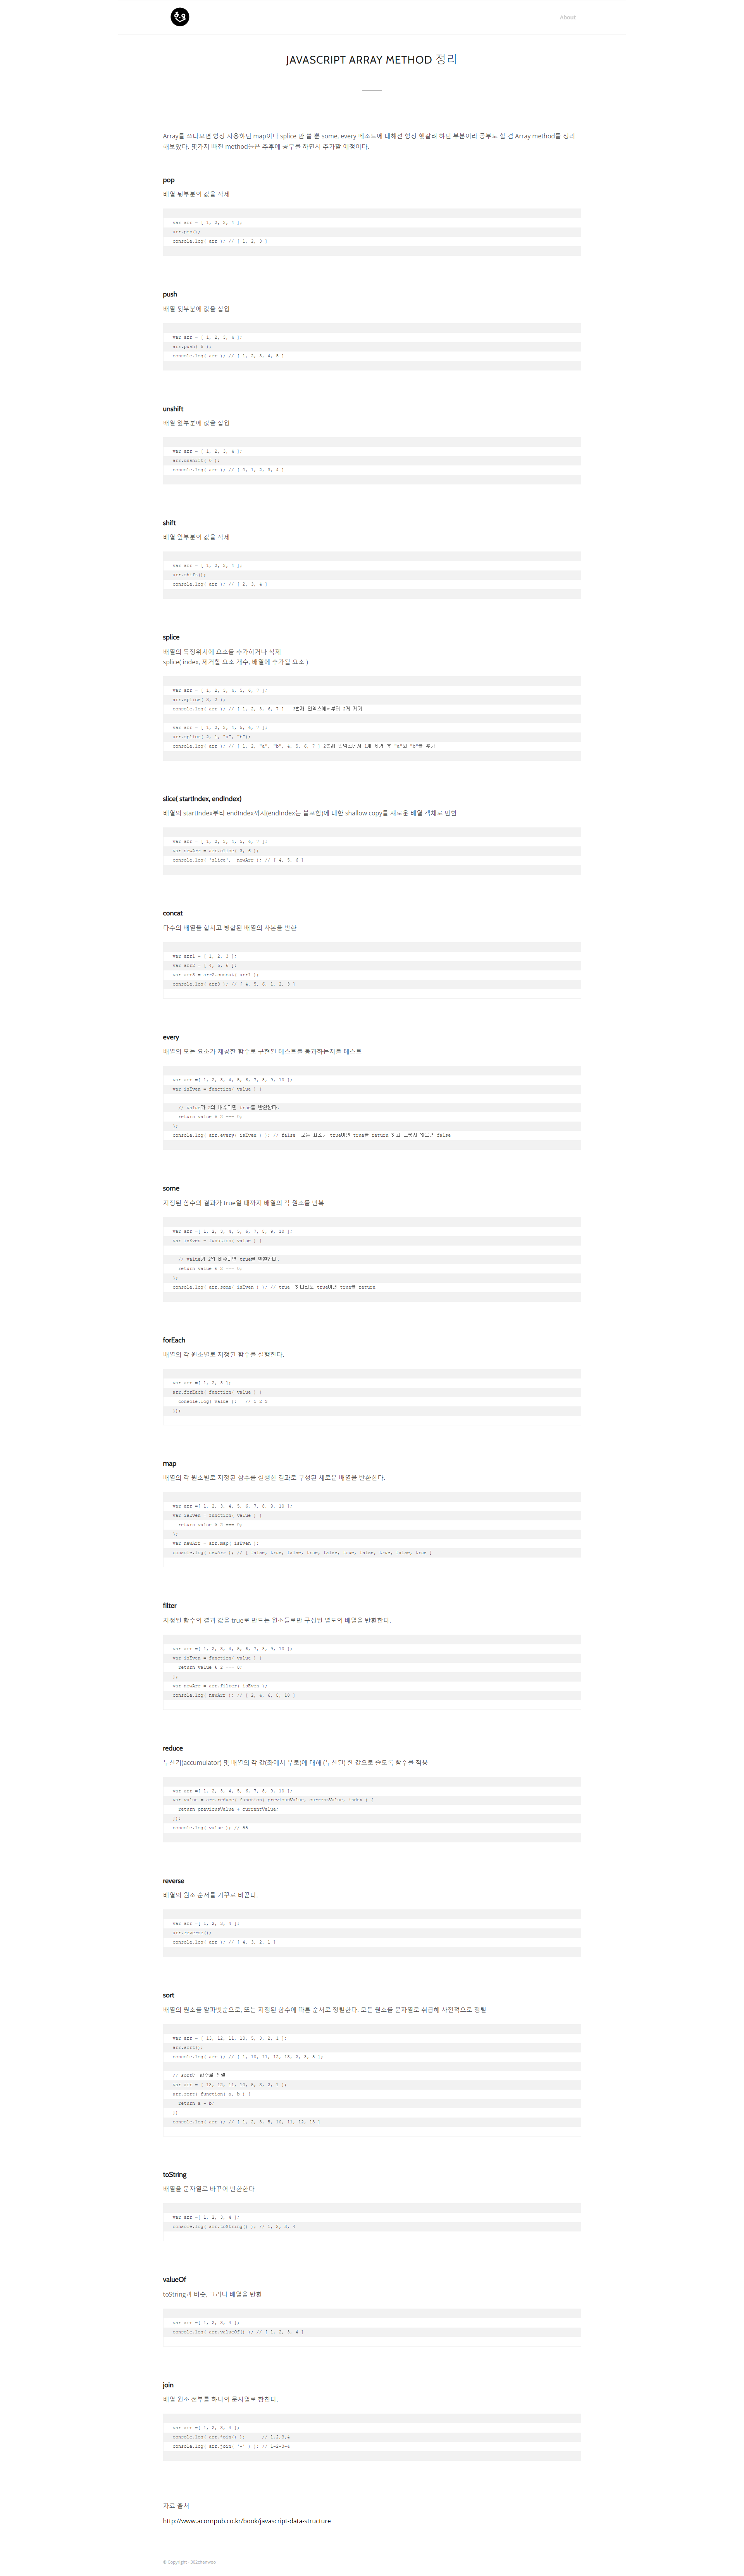 About
JAVASCRIPT ARRAY METHOD 정리
Array를 쓰다보면 항상 사용하던 map이나 splice 만 쓸 뿐 some, every 메소드에 대해선 항상 헷갈려 하던 부분이라 공부도 할 겸 Array method를 정리
해보았다. 몇가지 빠진 method들은 추후에 공부를 하면서 추가할 예정이다.
pop
배열 뒷부분의 값을 삭제
var arr = [ 1, 2, 3, 4 ];
arr.pop();
console.log( arr ); // [ 1, 2, 3 ]
push
배열 뒷부분에 값을 삽입
var arr = [ 1, 2, 3, 4 ];
arr.push( 5 );
console.log( arr ); // [ 1, 2, 3, 4, 5 ]
unshift
배열 앞부분에 값을 삽입
var arr = [ 1, 2, 3, 4 ];
arr.unshift( 0 );
console.log( arr ); // [ 0, 1, 2, 3, 4 ]
shift
배열 앞부분의 값을 삭제
var arr = [ 1, 2, 3, 4 ];
arr.shift();
console.log( arr ); // [ 2, 3, 4 ]
splice
배열의 특정위치에 요소를 추가하거나 삭제
splice( index, 제거할 요소 개수, 배열에 추가될 요소 )
var arr = [ 1, 2, 3, 4, 5, 6, 7 ];
arr.splice( 3, 2 );
console.log( arr ); // [ 1, 2, 3, 6, 7 ] 3번째 인덱스에서부터 2개 제거
var arr = [ 1, 2, 3, 4, 5, 6, 7 ];
arr.splice( 2, 1, "a", "b");
console.log( arr ); // [ 1, 2, "a", "b", 4, 5, 6, 7 ] 2번째 인덱스에서 1개 제거 후 "a"와 "b"를 추가
slice( startIndex, endIndex)
배열의 startIndex부터 endIndex까지(endIndex는 불포함)에 대한 shallow copy를 새로운 배열 객체로 반환
var arr = [ 1, 2, 3, 4, 5, 6, 7 ];
var newArr = arr.slice( 3, 6 );
console.log( 'slice', newArr ); // [ 4, 5, 6 ]
concat
다수의 배열을 합치고 병합된 배열의 사본을 반환
var arr1 = [ 1, 2, 3 ];
var arr2 = [ 4, 5, 6 ];
var arr3 = arr2.concat( arr1 );
console.log( arr3 ); // [ 4, 5, 6, 1, 2, 3 ]
every
배열의 모든 요소가 제공한 함수로 구현된 테스트를 통과하는지를 테스트
var arr =[ 1, 2, 3, 4, 5, 6, 7, 8, 9, 10 ];
var isEven = function( value ) {
// value가 2의 배수이면 true를 반환한다.
return value % 2 === 0;
};
console.log( arr.every( isEven ) ); // false 모든 요소가 true이면 true를 return 하고 그렇지 않으면 false
some
지정된 함수의 결과가 true일 때까지 배열의 각 원소를 반복
var arr =[ 1, 2, 3, 4, 5, 6, 7, 8, 9, 10 ];
var isEven = function( value ) {
// value가 2의 배수이면 true를 반환한다.
return value % 2 === 0;
};
console.log( arr.some( isEven ) ); // true 하나라도 true이면 true를 return
forEach
배열의 각 원소별로 지정된 함수를 실행한다.
var arr =[ 1, 2, 3 ];
arr.forEach( function( value ) {
console.log( value ); // 1 2 3
});
map
배열의 각 원소별로 지정된 함수를 실행한 결과로 구성된 새로운 배열을 반환한다.
var arr =[ 1, 2, 3, 4, 5, 6, 7, 8, 9, 10 ];
var isEven = function( value ) {
return value % 2 === 0;
};
var newArr = arr.map( isEven );
console.log( newArr ); // [ false, true, false, true, false, true, false, true, false, true ]
filter
지정된 함수의 결과 값을 true로 만드는 원소들로만 구성된 별도의 배열을 반환한다.
var arr =[ 1, 2, 3, 4, 5, 6, 7, 8, 9, 10 ];
var isEven = function( value ) {
return value % 2 === 0;
};
var newArr = arr.filter( isEven );
console.log( newArr ); // [ 2, 4, 6, 8, 10 ]
reduce
누산기(accumulator) 및 배열의 각 값(좌에서 우로)에 대해 (누산된) 한 값으로 줄도록 함수를 적용
var arr =[ 1, 2, 3, 4, 5, 6, 7, 8, 9, 10 ];
var value = arr.reduce( function( previousValue, currentValue, index ) {
return previousValue + currentValue;
});
console.log( value ); // 55
reverse
배열의 원소 순서를 거꾸로 바꾼다.
var arr =[ 1, 2, 3, 4 ];
arr.reverse();
console.log( arr ); // [ 4, 3, 2, 1 ]
sort
배열의 원소를 알파벳순으로, 또는 지정된 함수에 따른 순서로 정렬한다. 모든 원소를 문자열로 취급해 사전적으로 정렬
var arr = [ 13, 12, 11, 10, 5, 3, 2, 1 ];
arr.sort();
console.log( arr ); // [ 1, 10, 11, 12, 13, 2, 3, 5 ];
// sort에 함수로 정렬
var arr = [ 13, 12, 11, 10, 5, 3, 2, 1 ];
arr.sort( function( a, b ) {
return a - b;
})
console.log( arr ); // [ 1, 2, 3, 5, 10, 11, 12, 13 ]
toString
배열을 문자열로 바꾸어 반환한다
var arr =[ 1, 2, 3, 4 ];
console.log( arr.toString() ); // 1, 2, 3, 4
valueOf
toString과 비슷, 그러나 배열을 반환
var arr =[ 1, 2, 3, 4 ];
console.log( arr.valueOf() ); // [ 1, 2, 3, 4 ]
join
배열 원소 전부를 하나의 문자열로 합친다.
var arr =[ 1, 2, 3, 4 ];
console.log( arr.join() ); // 1,2,3,4
console.log( arr.join( '-' ) ); // 1-2-3-4
자료 출처
http://www.acornpub.co.kr/book/javascript-data-structure
© Copyright -